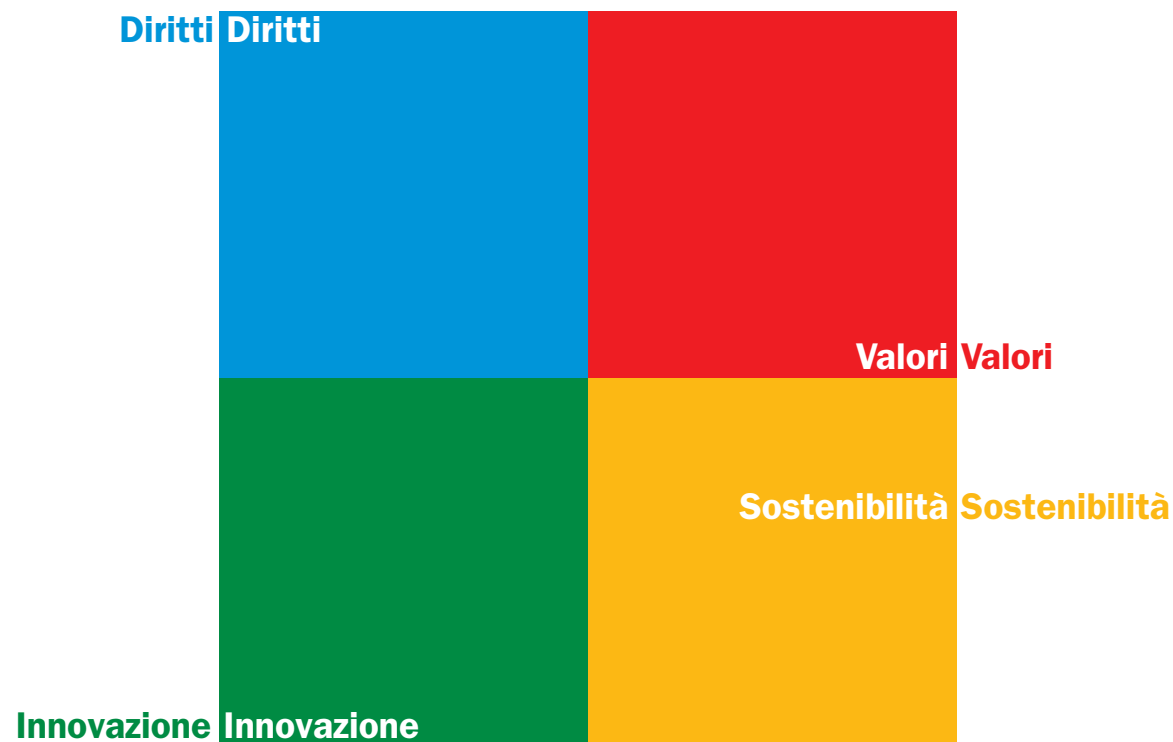 Diritti Diritti
Valori Valori
Sostenibilità Sostenibilità
Innovazione Innovazione